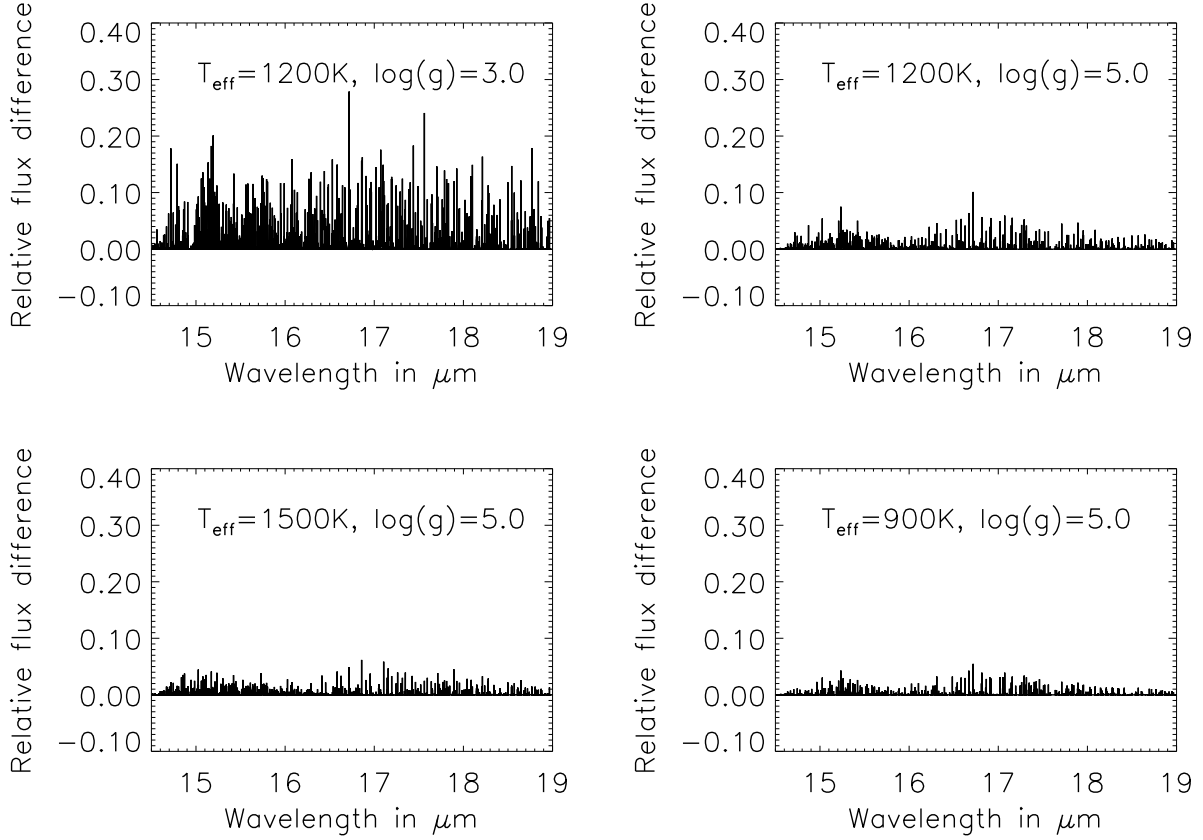 Relative flux difference
0.40
0.30
0.20
0.10
0.00
−0.10
T_eff=1200K, log(g)=3.0
15 16 17 18 19
Wavelength in μm
Relative flux difference
0.40
0.30
0.20
0.10
0.00
−0.10
T_eff=1200K, log(g)=5.0
15 16 17 18 19
Wavelength in μm
Relative flux difference
0.40
0.30
0.20
0.10
0.00
−0.10
T_eff=1500K, log(g)=5.0
15 16 17 18 19
Wavelength in μm
Relative flux difference
0.40
0.30
0.20
0.10
0.00
−0.10
T_eff=900K, log(g)=5.0
15 16 17 18 19
Wavelength in μm